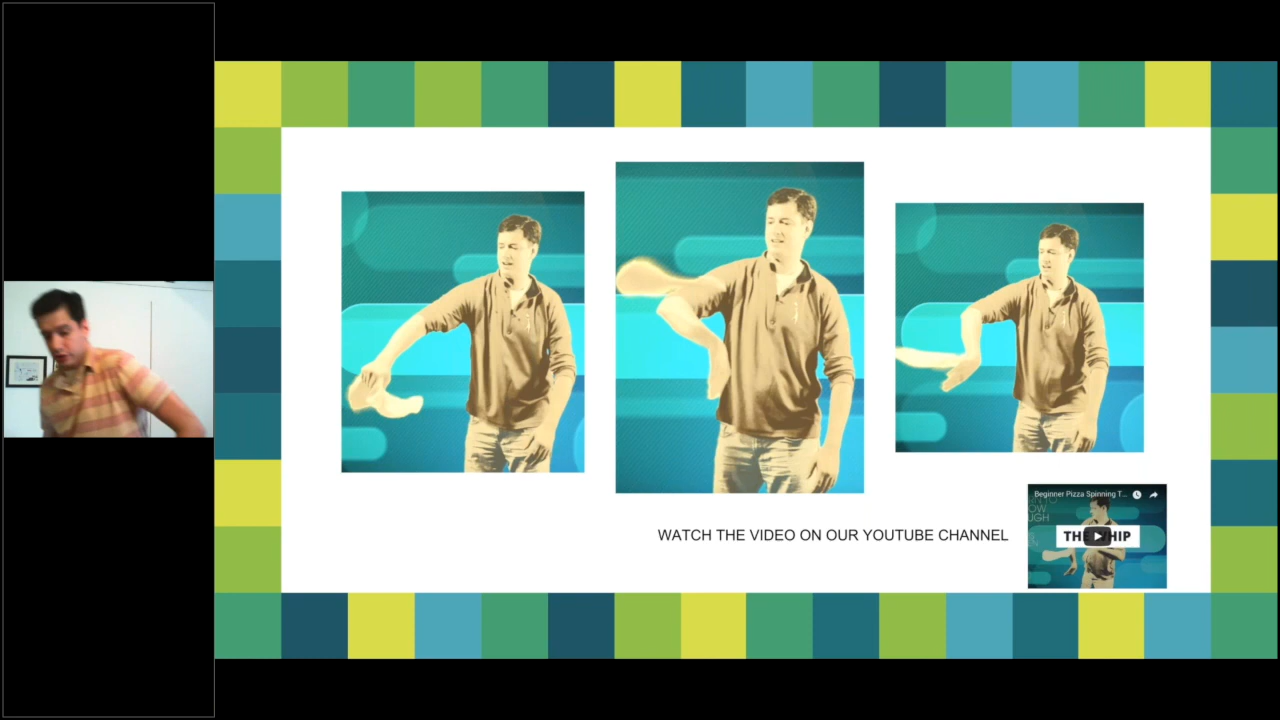 WATCH THE VIDEO ON OUR YOUTUBE CHANNEL
Beginner Pizza Spinning T...
THE WHIP